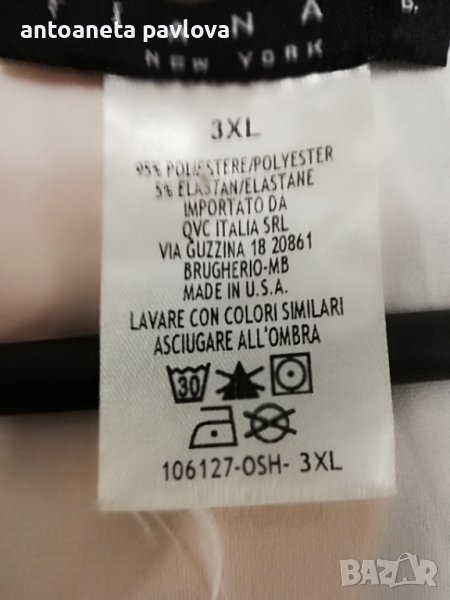 antoaneta pavlova
NEW YORK
3XL
95% POLIESTERE/POLYESTER
5% ELASTAN/ELASTANE
IMPORTATO DA
QVC ITALIA SRL
VIA GUZZINA 18 20861
BRUGHERIO-MB
MADE IN U.S.A.
LAVARE CON COLORI SIMILARI
ASCIUGARE ALL'OMBRA
30
106127-OSH- 3XL
BAZAR